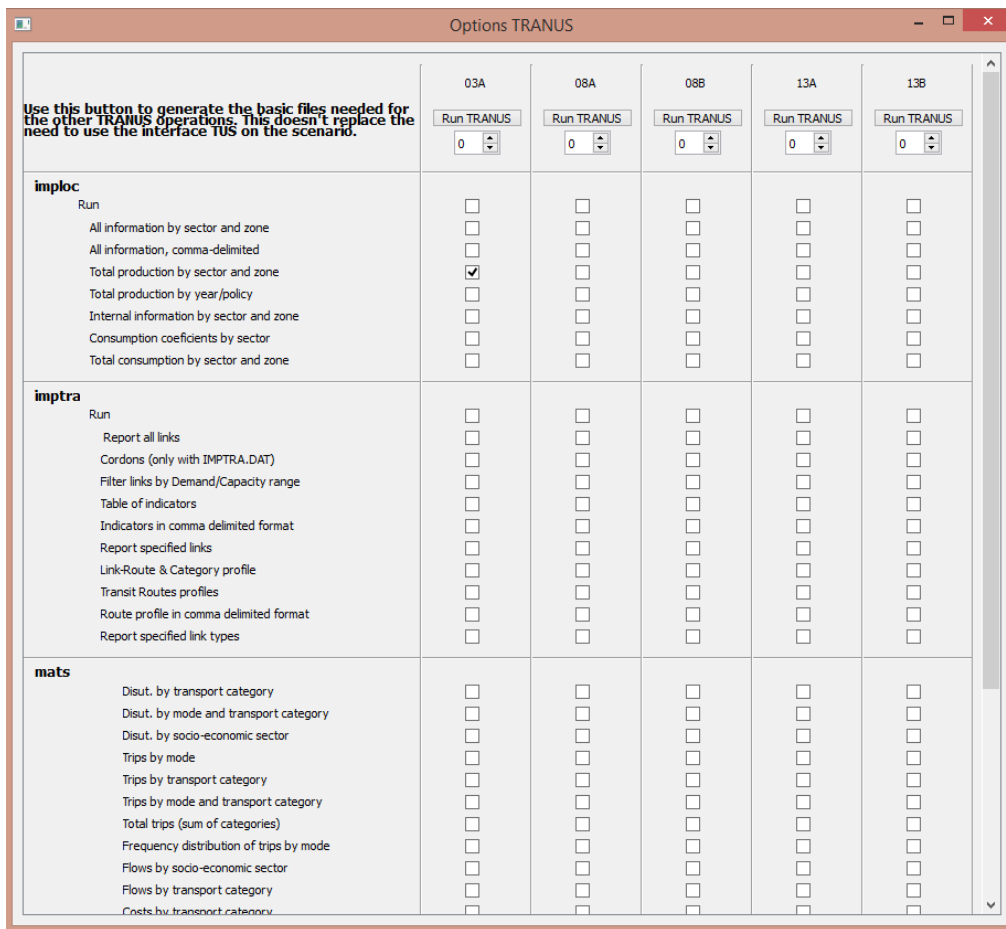 Options TRANUS
03A 08A 08B 13A 13B
Use this button to generate the basic files needed for
the other TRANUS operations. This doesn't replace the
need to use the interface TUS on the scenario.
Run TRANUS Run TRANUS Run TRANUS Run TRANUS Run TRANUS
0 0 0 0 0
imploc
Run
All information by sector and zone
All information, comma-delimited
Total production by sector and zone
Total production by year/policy
Internal information by sector and zone
Consumption coeficients by sector
Total consumption by sector and zone
imptra
Run
Report all links
Cordons (only with IMPTRA.DAT)
Filter links by Demand/Capacity range
Table of indicators
Indicators in comma delimited format
Report specified links
Link-Route & Category profile
Transit Routes profiles
Route profile in comma delimited format
Report specified link types
mats
Disut. by transport category
Disut. by mode and transport category
Disut. by socio-economic sector
Trips by mode
Trips by transport category
Trips by mode and transport category
Total trips (sum of categories)
Frequency distribution of trips by mode
Flows by socio-economic sector
Flows by transport category
Costs by transport category